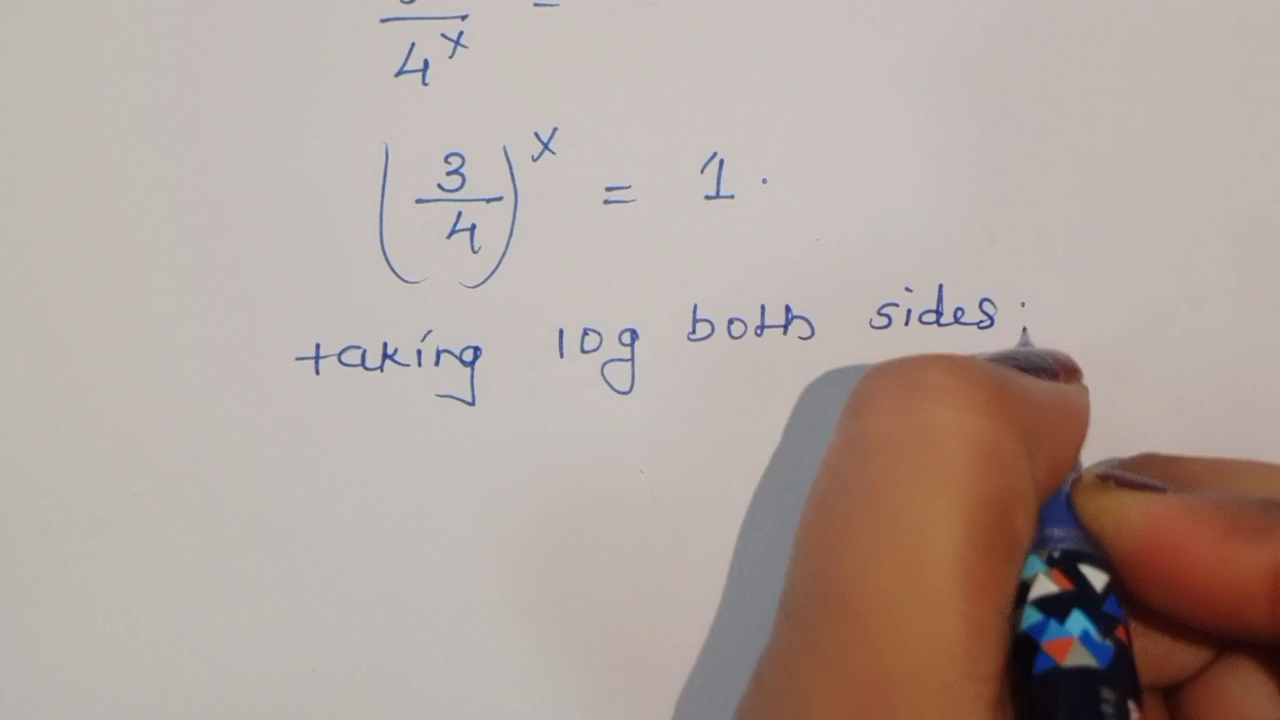 4^x =
(3/4)^x = 1.
taking log both sides;